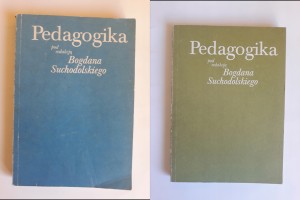 Pedagogika
pod
redakcją
Bogdana
Suchodolskiego
Pedagogika
pod
redakcją
Bogdana
Suchodolskiego